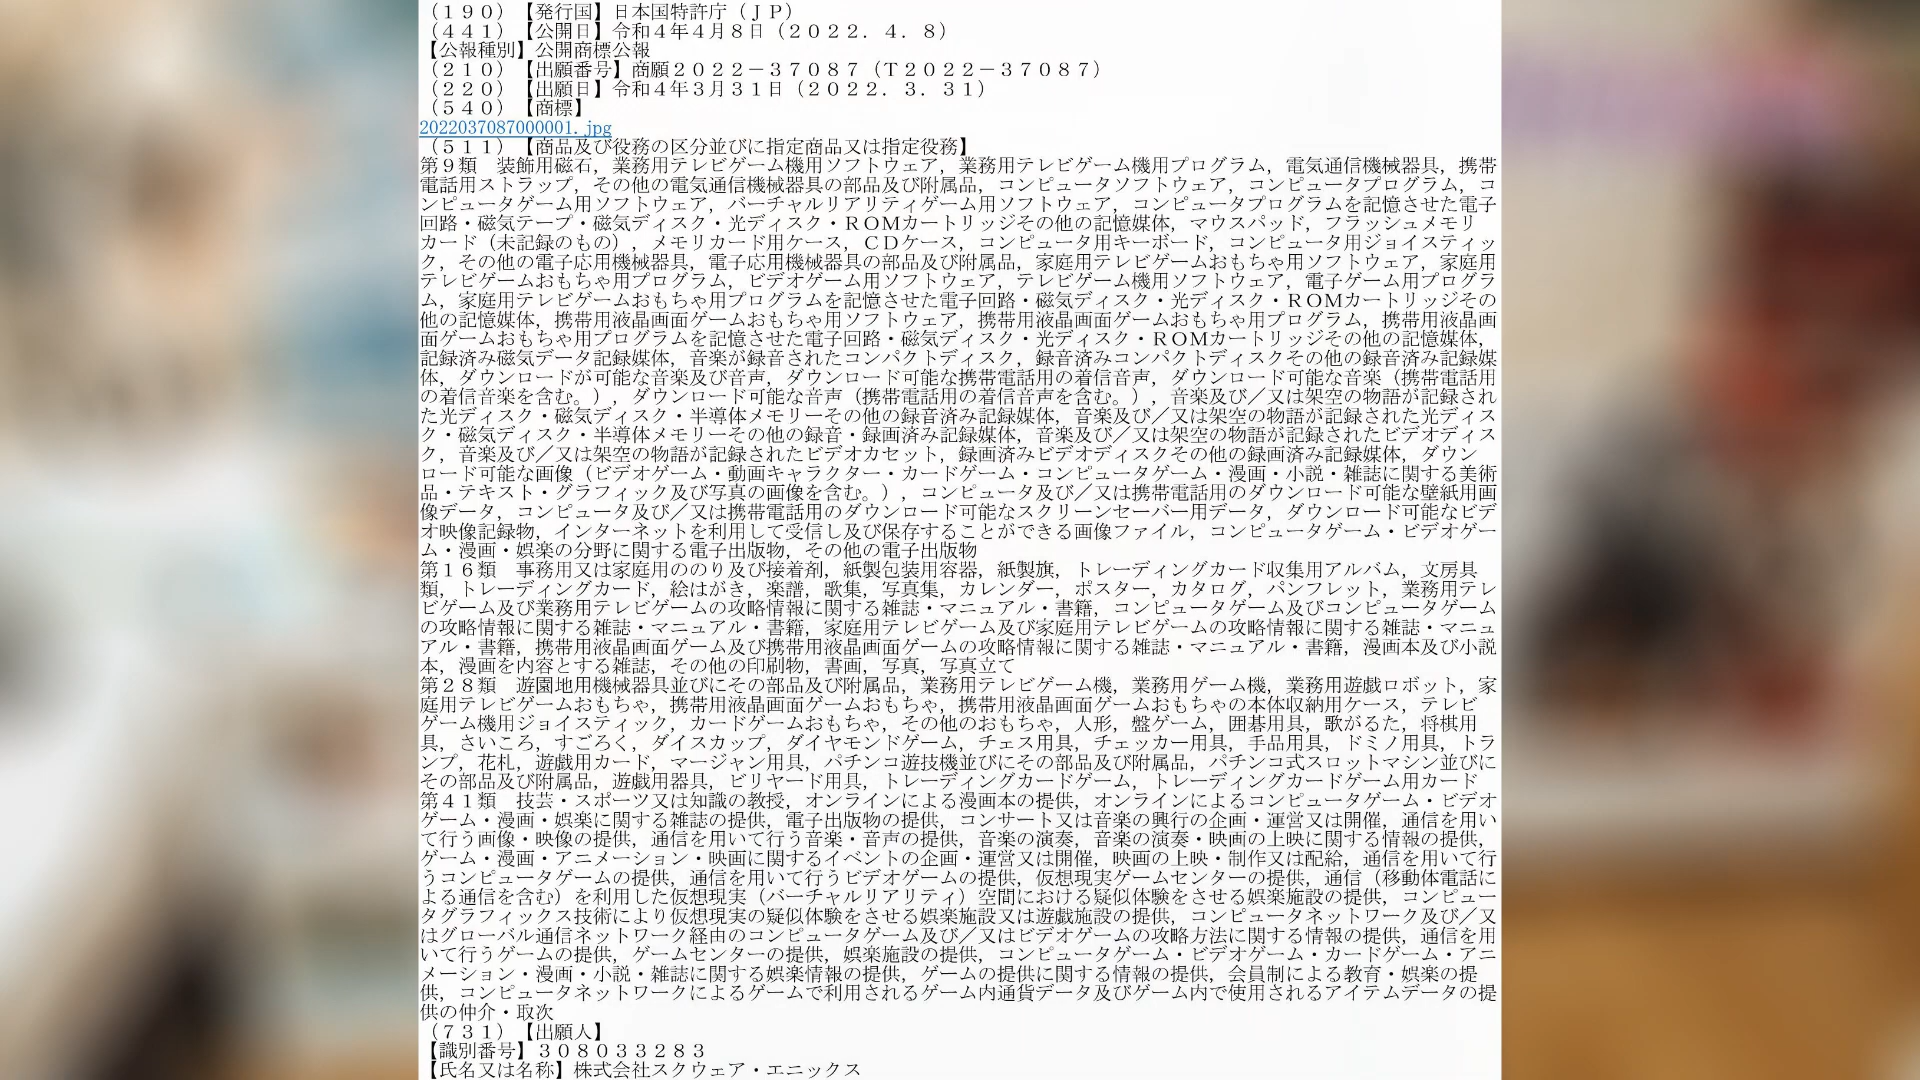 （１９０）【発行国】日本国特許庁（ＪＰ）
（４４１）【公開日】令和４年４月８日（２０２２．４．８）
【公報種別】公開商標公報
（２１０）【出願番号】商願２０２２－３７０８７（Ｔ２０２２－３７０８７）
（２２０）【出願日】令和４年３月３１日（２０２２．３．３１）
（５４０）【商標】
2022037087000001.jpg
（５１１）【商品及び役務の区分並びに指定商品又は指定役務】
第９類　装飾用磁石，業務用テレビゲーム機用ソフトウェア，業務用テレビゲーム機用プログラム，電気通信機械器具，携帯
電話用ストラップ，その他の電気通信機械器具の部品及び附属品，コンピュータソフトウェア，コンピュータプログラム，コ
ンピュータゲーム用ソフトウェア，バーチャルリアリティゲーム用ソフトウェア，コンピュータプログラムを記憶させた電子
回路・磁気テープ・磁気ディスク・光ディスク・ＲＯＭカートリッジその他の記憶媒体，マウスパッド，フラッシュメモリ
カード（未記録のもの），メモリカード用ケース，ＣＤケース，コンピュータ用キーボード，コンピュータ用ジョイスティッ
ク，その他の電子応用機械器具，電子応用機械器具の部品及び附属品，家庭用テレビゲームおもちゃ用ソフトウェア，家庭用
テレビゲームおもちゃ用プログラム，ビデオゲーム用ソフトウェア，テレビゲーム機用ソフトウェア，電子ゲーム用プログラ
ム，家庭用テレビゲームおもちゃ用プログラムを記憶させた電子回路・磁気ディスク・光ディスク・ＲＯＭカートリッジその
他の記憶媒体，携帯用液晶画面ゲームおもちゃ用ソフトウェア，携帯用液晶画面ゲームおもちゃ用プログラム，携帯用液晶画
面ゲームおもちゃ用プログラムを記憶させた電子回路・磁気ディスク・光ディスク・ＲＯＭカートリッジその他の記憶媒体，
記録済み磁気データ記録媒体，音楽が録音されたコンパクトディスク，録音済みコンパクトディスクその他の録音済み記録媒
体，ダウンロードが可能な音楽及び音声，ダウンロード可能な携帯電話用の着信音声，ダウンロード可能な音楽（携帯電話用
の着信音楽を含む。），ダウンロード可能な音声（携帯電話用の着信音声を含む。），音楽及び／又は架空の物語が記録され
た光ディスク・磁気ディスク・半導体メモリーその他の録音済み記録媒体，音楽及び／又は架空の物語が記録された光ディス
ク・磁気ディスク・半導体メモリーその他の録音・録画済み記録媒体，音楽及び／又は架空の物語が記録されたビデオディス
ク，音楽及び／又は架空の物語が記録されたビデオカセット，録画済みビデオディスクその他の録画済み記録媒体，ダウン
ロード可能な画像（ビデオゲーム・動画キャラクター・カードゲーム・コンピュータゲーム・漫画・小説・雑誌に関する美術
品・テキスト・グラフィック及び写真の画像を含む。），コンピュータ及び／又は携帯電話用のダウンロード可能な壁紙用画
像データ，コンピュータ及び／又は携帯電話用のダウンロード可能なスクリーンセーバー用データ，ダウンロード可能なビデ
オ映像記録物，インターネットを利用して受信し及び保存することができる画像ファイル，コンピュータゲーム・ビデオゲー
ム・漫画・娯楽の分野に関する電子出版物，その他の電子出版物
第１６類　事務用又は家庭用ののり及び接着剤，紙製包装用容器，紙製旗，トレーディングカード収集用アルバム，文房具
類，トレーディングカード，絵はがき，楽譜，歌集，写真集，カレンダー，ポスター，カタログ，パンフレット，業務用テレ
ビゲーム及び業務用テレビゲームの攻略情報に関する雑誌・マニュアル・書籍，コンピュータゲーム及びコンピュータゲーム
の攻略情報に関する雑誌・マニュアル・書籍，家庭用テレビゲーム及び家庭用テレビゲームの攻略情報に関する雑誌・マニュ
アル・書籍，携帯用液晶画面ゲーム及び携帯用液晶画面ゲームの攻略情報に関する雑誌・マニュアル・書籍，漫画本及び小説
本，漫画を内容とする雑誌，その他の印刷物，書画，写真，写真立て
第２８類　遊園地用機械器具並びにその部品及び附属品，業務用テレビゲーム機，業務用ゲーム機，業務用遊戯ロボット，家
庭用テレビゲームおもちゃ，携帯用液晶画面ゲームおもちゃ，携帯用液晶画面ゲームおもちゃの本体収納用ケース，テレビ
ゲーム機用ジョイスティック，カードゲームおもちゃ，その他のおもちゃ，人形，盤ゲーム，囲碁用具，歌がるた，将棋用
具，さいころ，すごろく，ダイスカップ，ダイヤモンドゲーム，チェス用具，チェッカー用具，手品用具，ドミノ用具，トラ
ンプ，花札，遊戯用カード，マージャン用具，パチンコ遊技機並びにその部品及び附属品，パチンコ式スロットマシン並びに
その部品及び附属品，遊戯用器具，ビリヤード用具，トレーディングカードゲーム，トレーディングカードゲーム用カード
第４１類　技芸・スポーツ又は知識の教授，オンラインによる漫画本の提供，オンラインによるコンピュータゲーム・ビデオ
ゲーム・漫画・娯楽に関する雑誌の提供，電子出版物の提供，コンサート又は音楽の興行の企画・運営又は開催，通信を用い
て行う画像・映像の提供，通信を用いて行う音楽・音声の提供，音楽の演奏，音楽の演奏・映画の上映に関する情報の提供，
ゲーム・漫画・アニメーション・映画に関するイベントの企画・運営又は開催，映画の上映・制作又は配給，通信を用いて行
うコンピュータゲームの提供，通信を用いて行うビデオゲームの提供，仮想現実ゲームセンターの提供，通信（移動体電話に
よる通信を含む）を利用した仮想現実（バーチャルリアリティ）空間における疑似体験をさせる娯楽施設の提供，コンピュー
タグラフィックス技術により仮想現実の疑似体験をさせる娯楽施設又は遊戯施設の提供，コンピュータネットワーク及び／又
はグローバル通信ネットワーク経由のコンピュータゲーム及び／又はビデオゲームの攻略方法に関する情報の提供，通信を用
いて行うゲームの提供，ゲームセンターの提供，娯楽施設の提供，コンピュータゲーム・ビデオゲーム・カードゲーム・アニ
メーション・漫画・小説・雑誌に関する娯楽情報の提供，ゲームの提供に関する情報の提供，会員制による教育・娯楽の提
供，コンピュータネットワークによるゲームで利用されるゲーム内通貨データ及びゲーム内で使用されるアイテムデータの提
供の仲介・取次
（７３１）【出願人】
【識別番号】３０８０３３２８３
【氏名又は名称】株式会社スクウェア・エニックス